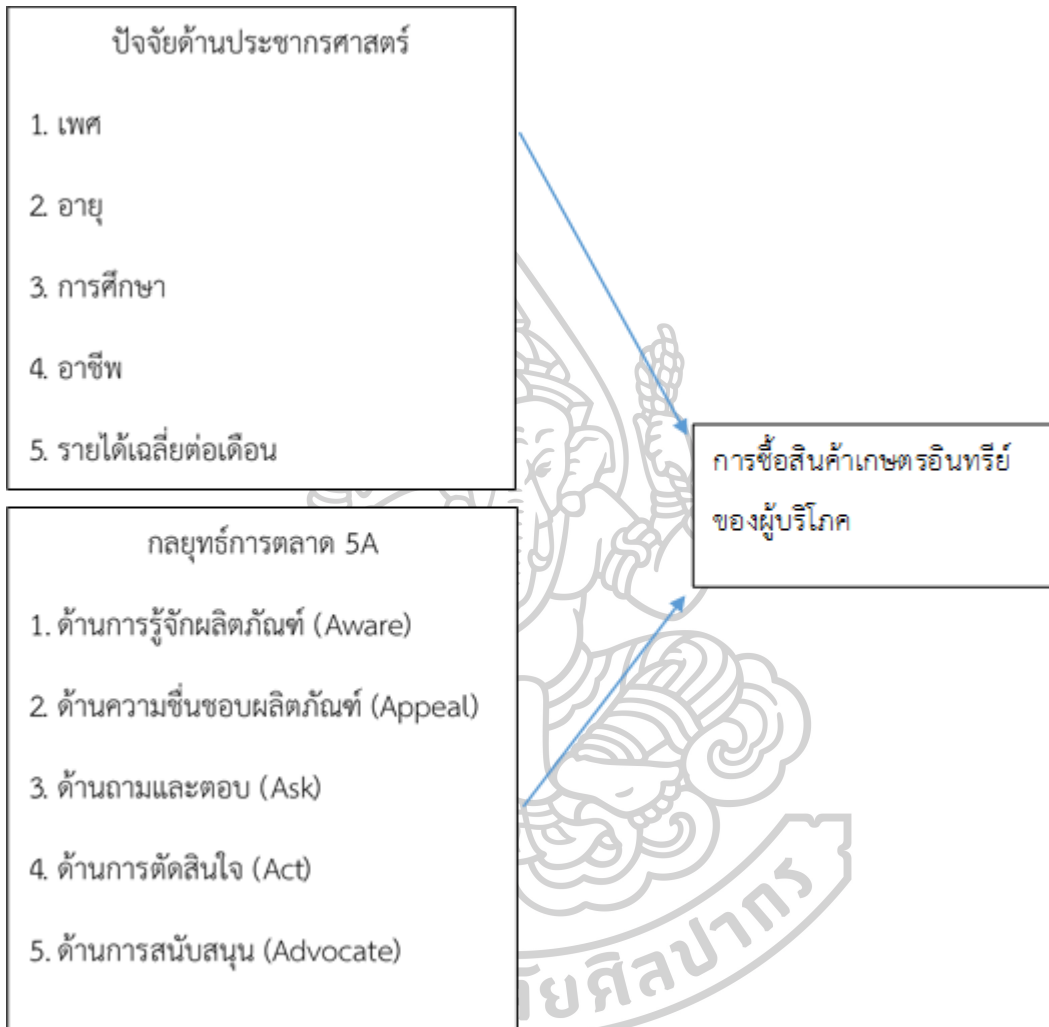 ปัจจัยด้านประชากรศาสตร์
1. เพศ
2. อายุ
3. การศึกษา
4. อาชีพ
5. รายได้เฉลี่ยต่อเดือน
กลยุทธ์การตลาด 5A
1. ด้านการรู้จักผลิตภัณฑ์ (Aware)
2. ด้านความชื่นชอบผลิตภัณฑ์ (Appeal)
3. ด้านถามและตอบ (Ask)
4. ด้านการตัดสินใจ (Act)
5. ด้านการสนับสนุน (Advocate)
การซื้อสินค้าเกษตรอินทรีย์
ของผู้บริโภค
ยศิลปากร